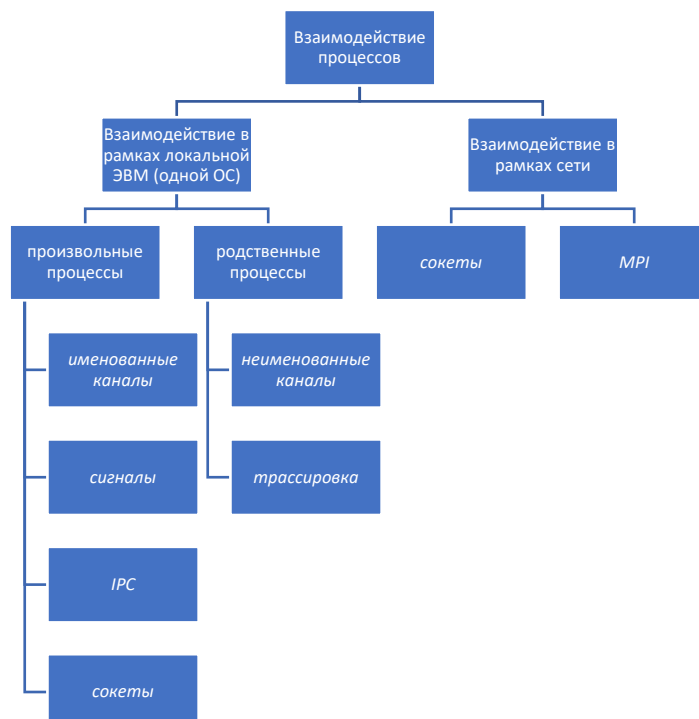 Взаимодействие
процессов
Взаимодействие в
рамках локальной
ЭВМ (одной ОС)
Взаимодействие в
рамках сети
произвольные
процессы
родственные
процессы
сокеты
MPI
именованные
каналы
неименованные
каналы
сигналы
трассировка
IPC
сокеты